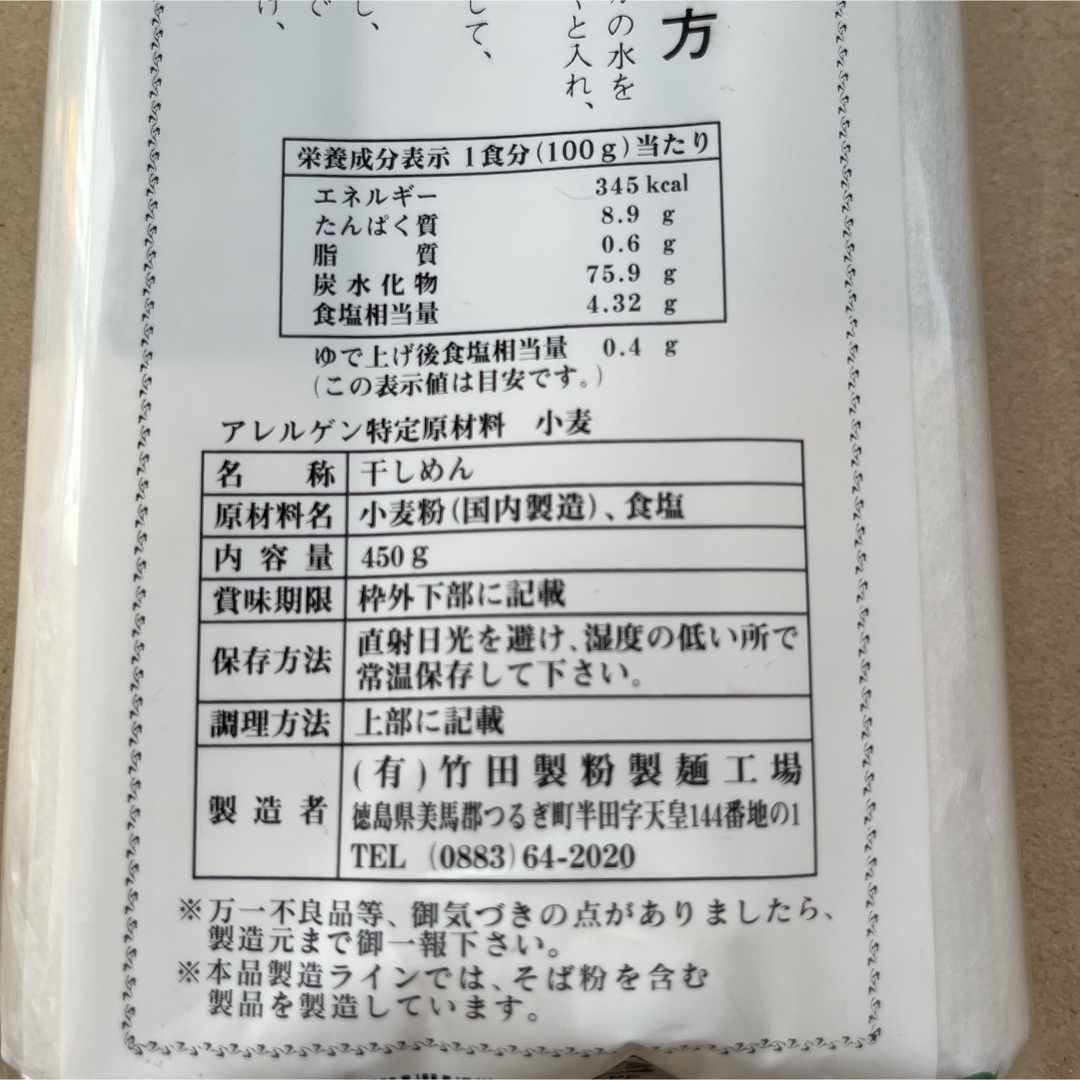 方
の水を
と入れ、
して、
し、
で
け、
栄養成分表示 1食分(100g)当たり
エネルギー 345kcal
たんぱく質 8.9 g
脂質 0.6 g
炭水化物 75.9 g
食塩相当量 4.32 g
ゆで上げ後食塩相当量 0.4 g
(この表示値は目安です。)
アレルゲン特定原材料 小麦
名称 干しめん
原材料名 小麦粉(国内製造)、食塩
内容量 450g
賞味期限 枠外下部に記載
保存方法 直射日光を避け、湿度の低い所で
常温保存して下さい。
調理方法 上部に記載
製造者 (有)竹田製粉製麺工場
徳島県美馬郡つるぎ町半田字天皇144番地の1
TEL (0883)64-2020
※万一不良品等、御気づきの点がありましたら、
製造元まで御一報下さい。
※本品製造ラインでは、そば粉を含む
製品を製造しています。